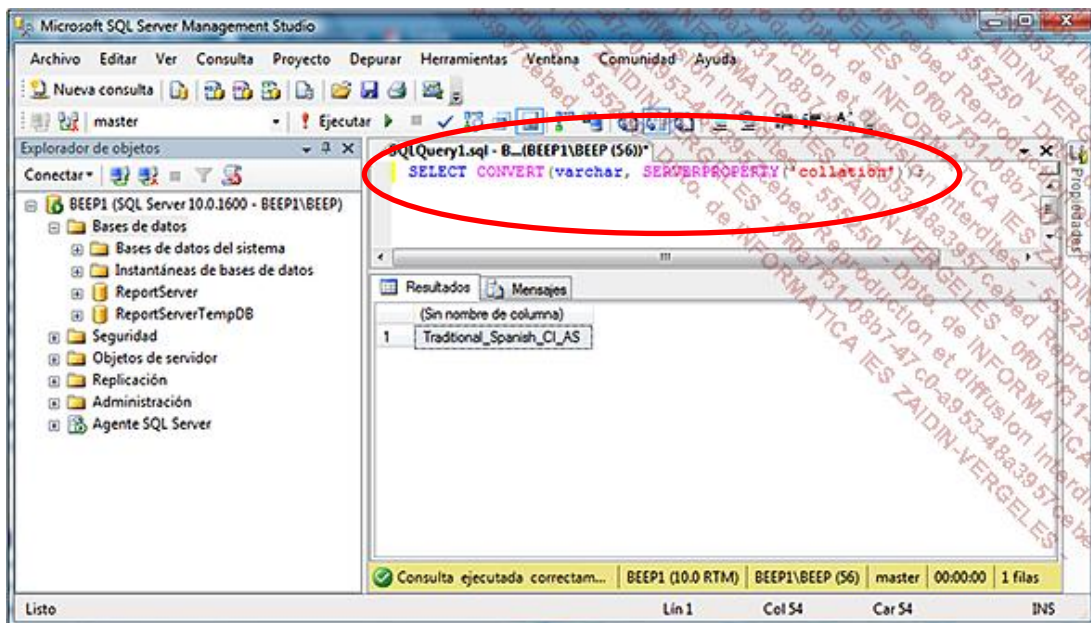 Microsoft SQL Server Management Studio
Archivo Editar Ver Consulta Proyecto Depurar Herramientas Ventana Comunidad Ayuda
Nueva consulta
master Ejecutar
Explorador de objetos
Conectar
BEEP1 (SQL Server 10.0.1600 - BEEP1\BEEP)
Bases de datos
Bases de datos del sistema
Instantáneas de bases de datos
ReportServer
ReportServerTempDB
Seguridad
Objetos de servidor
Replicación
Administración
Agente SQL Server
SQLQuery1.sql - B...(BEEP1\BEEP (56))*
SELECT CONVERT(varchar, SERVERPROPERTY('collation'));
Propiedades
Resultados Mensajes
(Sin nombre de columna)
1 Traditional_Spanish_CI_AS
Consulta ejecutada correctam... BEEP1 (10.0 RTM) BEEP1\BEEP (56) master 00:00:00 1 filas
Listo Lín 1 Col 54 Car 54 INS